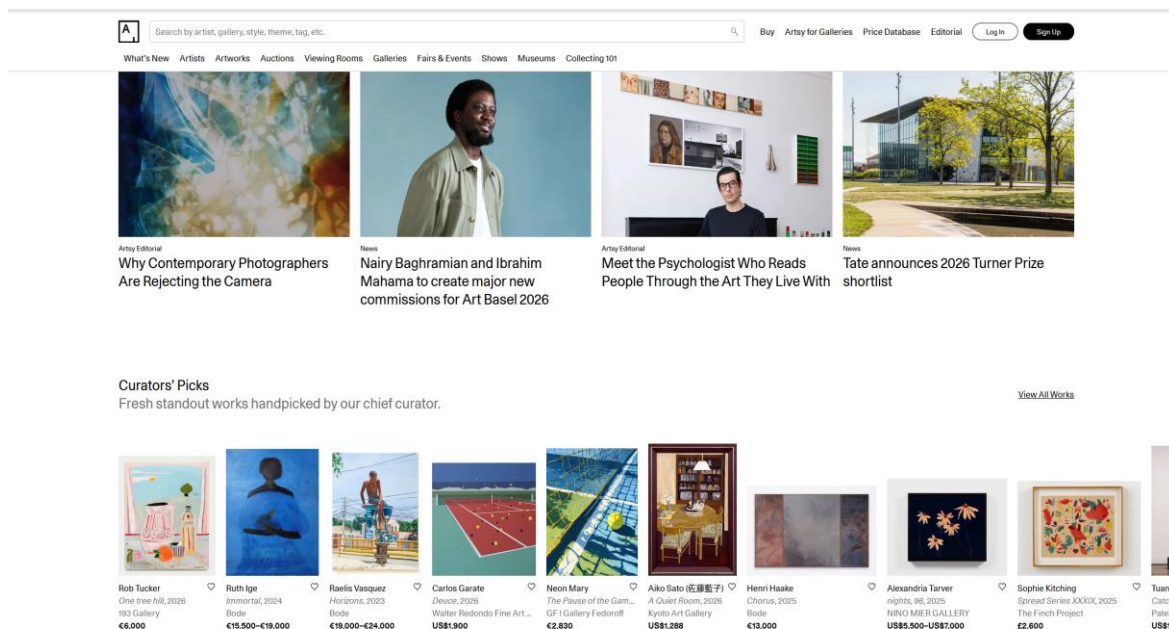 A
Search by artist, gallery, style, theme, tag, etc.
Buy Artsy for Galleries Price Database Editorial Log In Sign Up
What's New Artists Artworks Auctions Viewing Rooms Galleries Fairs & Events Shows Museums Collecting 101
Artsy Editorial
Why Contemporary Photographers
Are Rejecting the Camera
News
Nairy Baghramian and Ibrahim
Mahama to create major new
commissions for Art Basel 2026
Artsy Editorial
Meet the Psychologist Who Reads
People Through the Art They Live With
News
Tate announces 2026 Turner Prize
shortlist
Curators' Picks
Fresh standout works handpicked by our chief curator.
View All Works
Rob Tucker
One tree hill, 2026
193 Gallery
€6,000
Ruth Ige
Immortal, 2024
Bode
€15,500–€19,000
Raelis Vasquez
Horizons, 2023
Bode
€19,000–€24,000
Carlos Garate
Deuce, 2026
Walter Redondo Fine Art...
US$1,900
Neon Mary
The Pause of the Gam...
GF I Gallery Fedoroff
€2,830
Aiko Sato (佐藤藍子)
A Quiet Room, 2026
Kyoto Art Gallery
US$1,288
Henri Haake
Chorus, 2025
Bode
€13,000
Alexandria Tarver
nights, 96, 2025
NINO MIER GALLERY
US$5,500–US$7,000
Sophie Kitching
Spread Series XXXIX, 2025
The Finch Project
£2,600